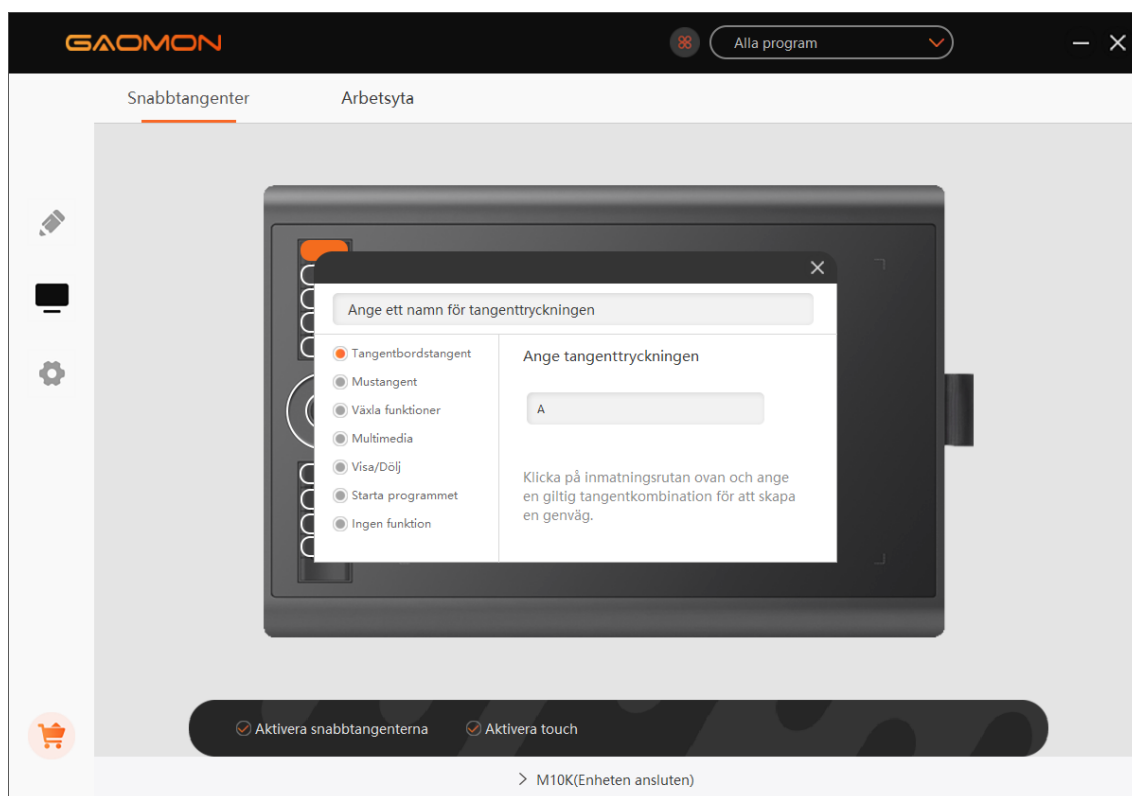 GAOMON
Alla program
Snabbtangenter
Arbetsyta
Ange ett namn för tangenttryckningen
Tangentbordstangent
Mustangent
Växla funktioner
Multimedia
Visa/Dölj
Starta programmet
Ingen funktion
Ange tangenttryckningen
A
Klicka på inmatningsrutan ovan och ange
en giltig tangentkombination för att skapa
en genväg.
Aktivera snabbtangenterna
Aktivera touch
M10K(Enheten ansluten)